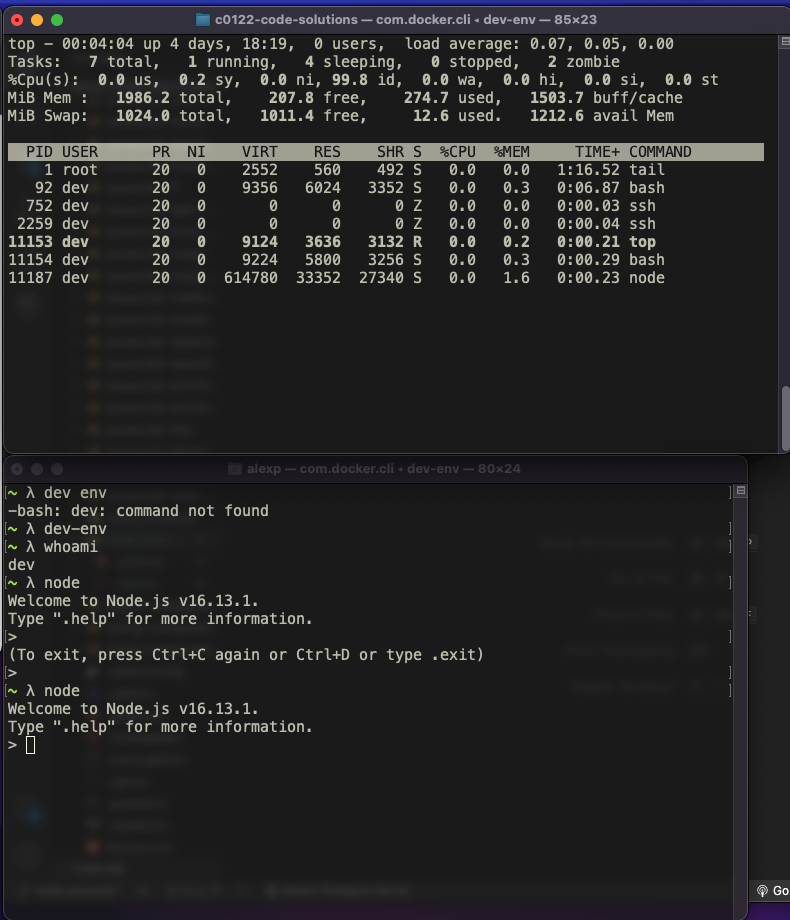 c0122-code-solutions — com.docker.cli ◂ dev-env — 85×23
top - 00:04:04 up 4 days, 18:19,  0 users,  load average: 0.07, 0.05, 0.00
Tasks:   7 total,   1 running,   4 sleeping,   0 stopped,   2 zombie
%Cpu(s):  0.0 us,  0.2 sy,  0.0 ni, 99.8 id,  0.0 wa,  0.0 hi,  0.0 si,  0.0 st
MiB Mem :   1986.2 total,    207.8 free,    274.7 used,   1503.7 buff/cache
MiB Swap:   1024.0 total,   1011.4 free,     12.6 used.   1212.6 avail Mem
  PID USER      PR  NI    VIRT    RES    SHR S  %CPU  %MEM     TIME+ COMMAND
    1 root      20   0    2552    560    492 S   0.0   0.0   1:16.52 tail
   92 dev       20   0    9356   6024   3352 S   0.0   0.3   0:06.87 bash
  752 dev       20   0       0      0      0 Z   0.0   0.0   0:00.03 ssh
 2259 dev       20   0       0      0      0 Z   0.0   0.0   0:00.04 ssh
11153 dev       20   0    9124   3636   3132 R   0.0   0.2   0:00.21 top
11154 dev       20   0    9224   5800   3256 S   0.0   0.3   0:00.29 bash
11187 dev       20   0  614780  33352  27340 S   0.0   1.6   0:00.23 node
alexp — com.docker.cli ◂ dev-env — 80×24
[~ λ dev env ]
-bash: dev: command not found
[~ λ dev-env ]
[~ λ whoami ]
dev
[~ λ node ]
Welcome to Node.js v16.13.1.
Type ".help" for more information.
[> ]
(To exit, press Ctrl+C again or Ctrl+D or type .exit)
[> ]
[~ λ node ]
Welcome to Node.js v16.13.1.
Type ".help" for more information.
>
Go